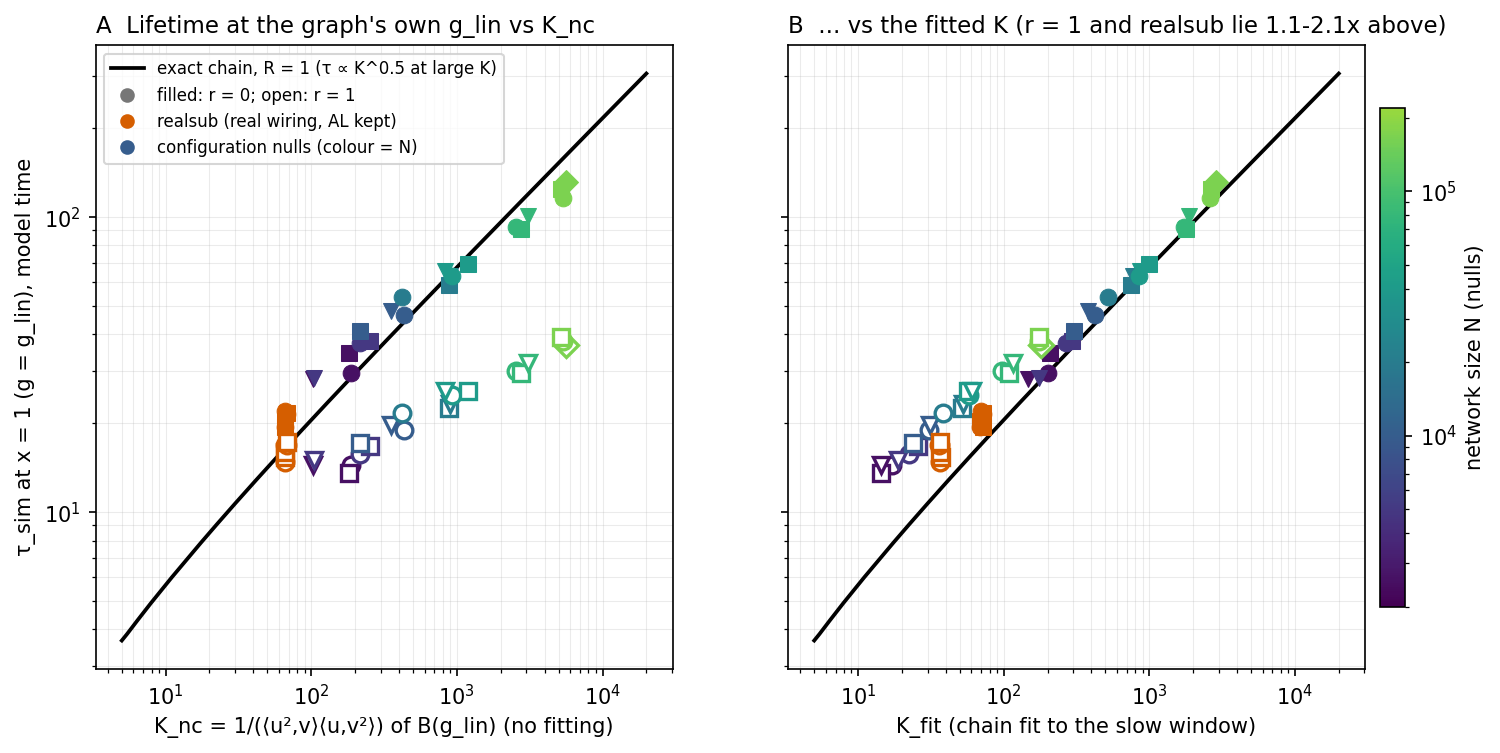 A  Lifetime at the graph's own g_lin vs K_nc
exact chain, R = 1 (τ ∝ K^0.5 at large K)
filled: r = 0; open: r = 1
realsub (real wiring, AL kept)
configuration nulls (colour = N)
τ_sim at x = 1 (g = g_lin), model time
10²
10¹
10¹ 10² 10³ 10⁴
K_nc = 1/(⟨u²,v⟩⟨u,v²⟩) of B(g_lin) (no fitting)
B  ... vs the fitted K (r = 1 and realsub lie 1.1-2.1x above)
10¹ 10² 10³ 10⁴
K_fit (chain fit to the slow window)
10⁵
10⁴
network size N (nulls)